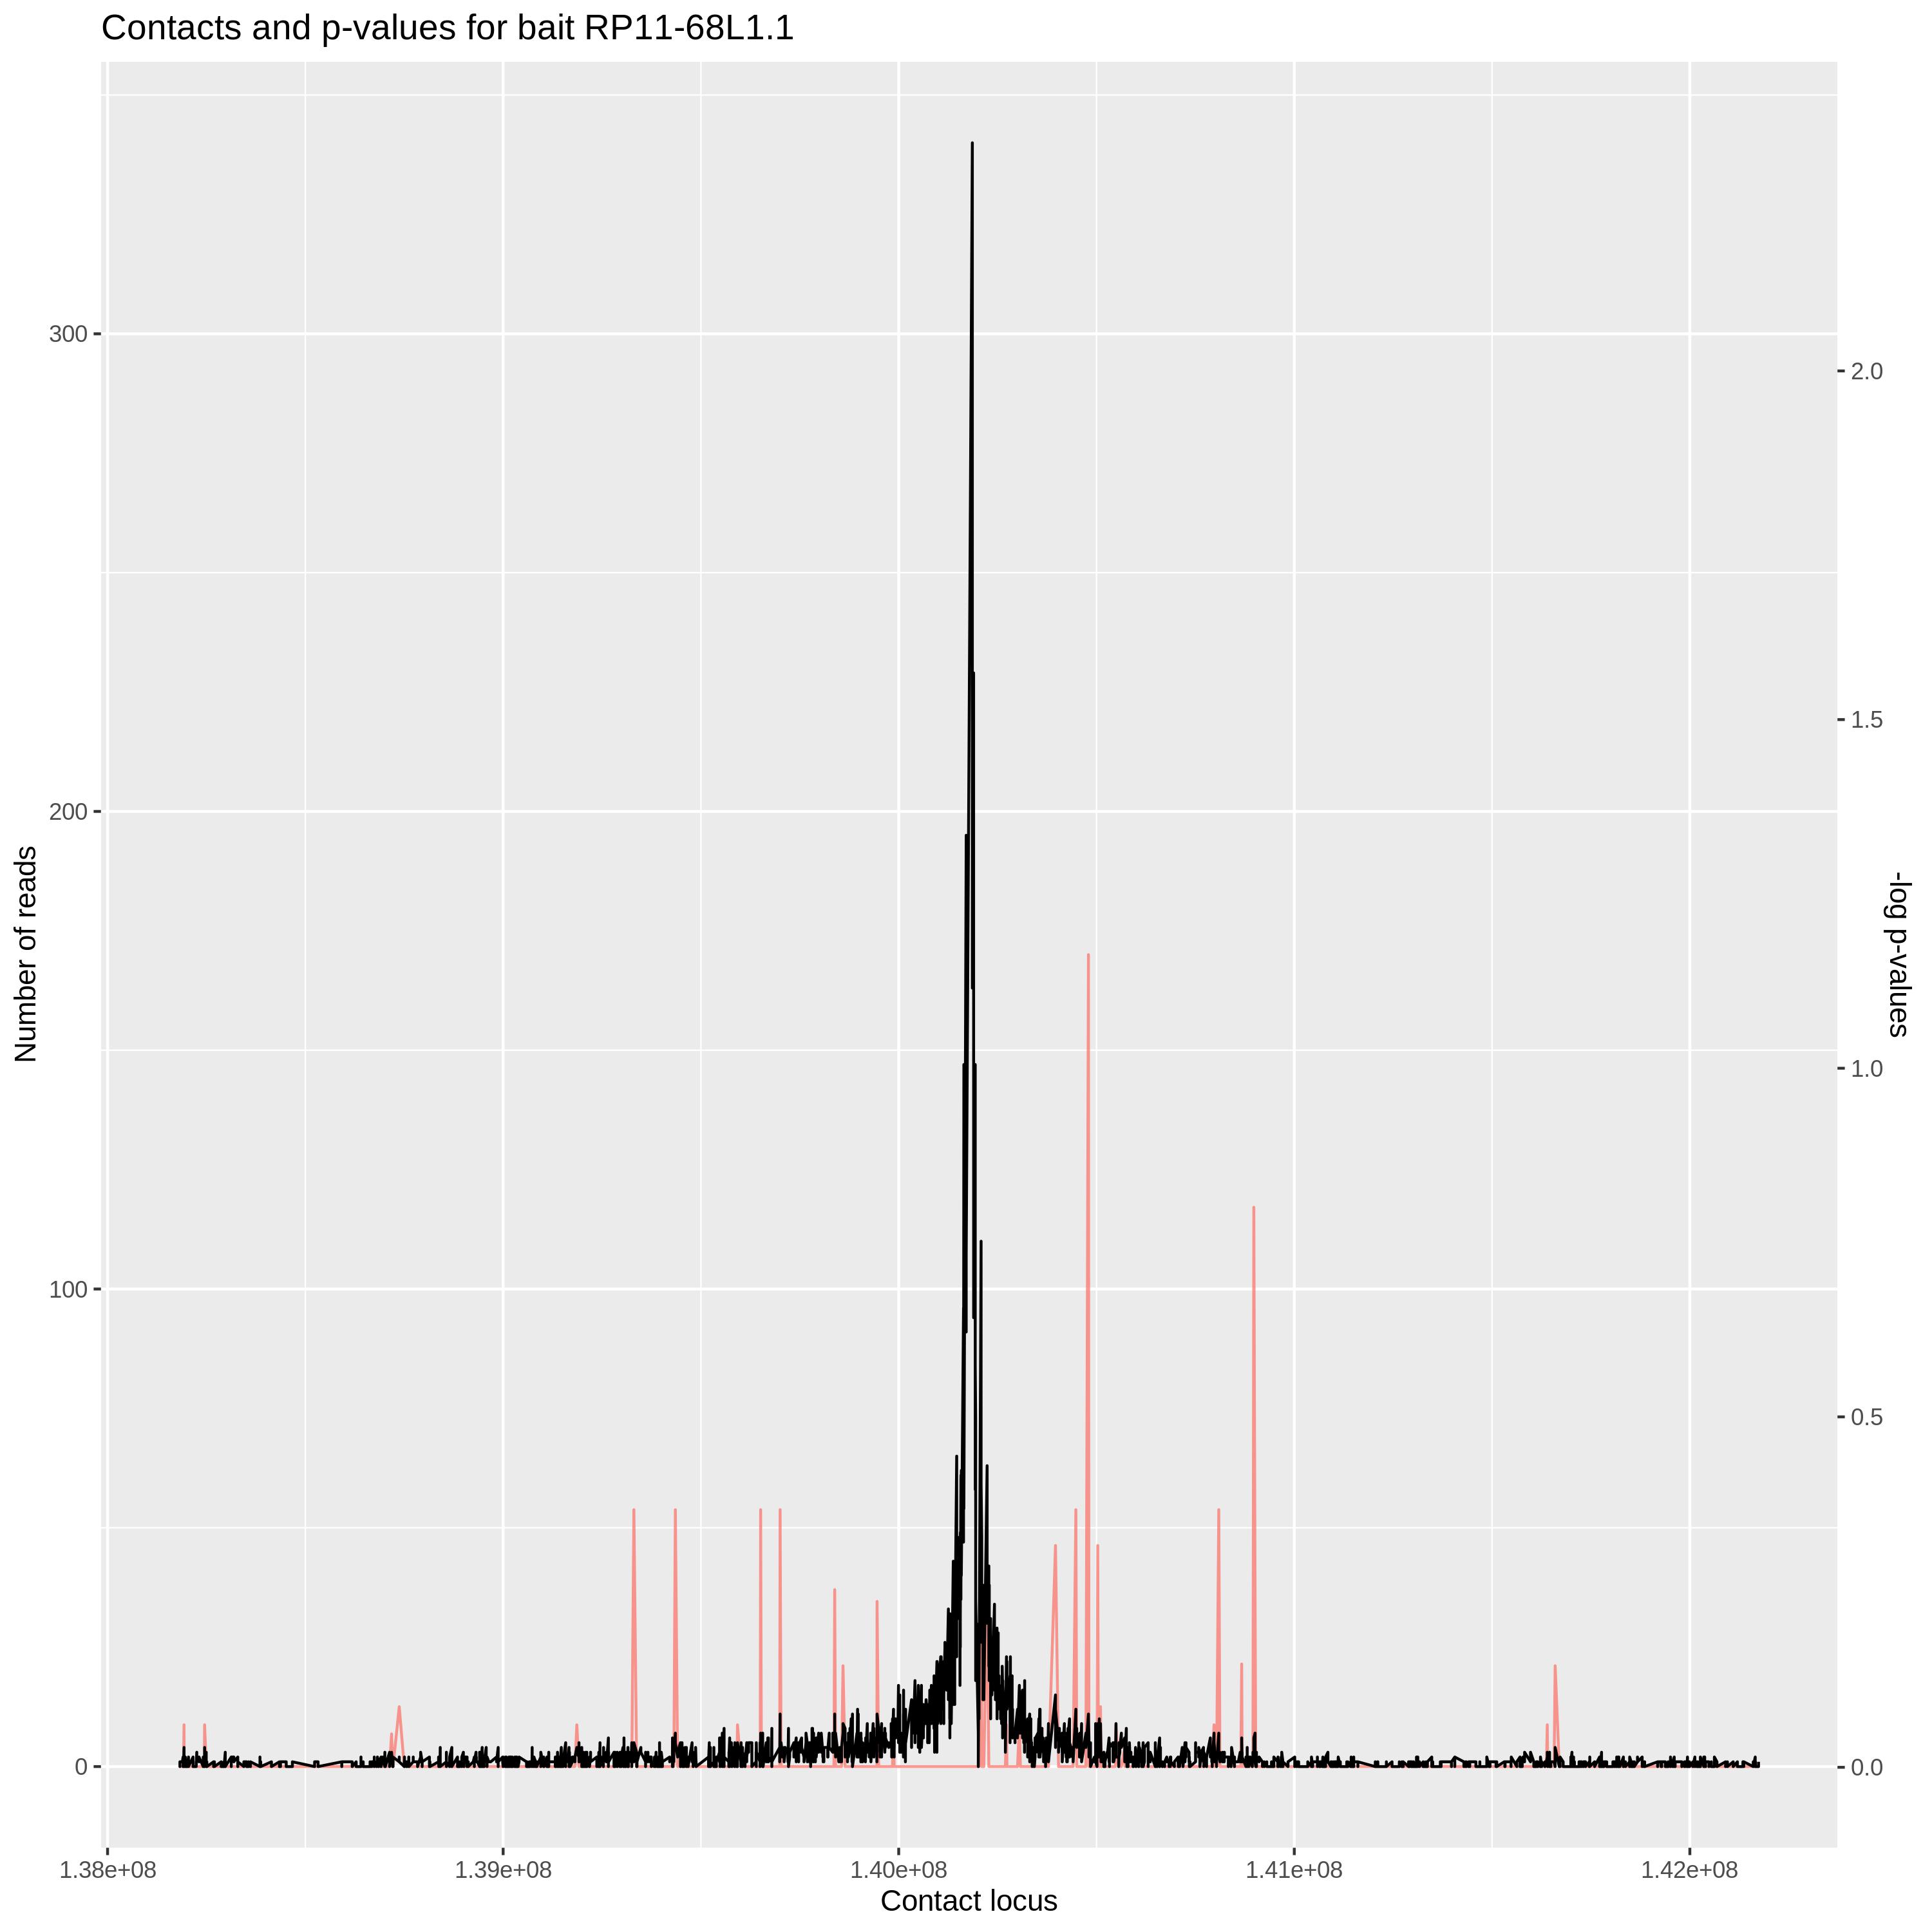 Contacts and p-values for bait RP11-68L1.1
300
200
100
0
Number of reads
2.0
1.5
1.0
0.5
0.0
-log p-values
1.38e+08
1.39e+08
1.40e+08
1.41e+08
1.42e+08
Contact locus